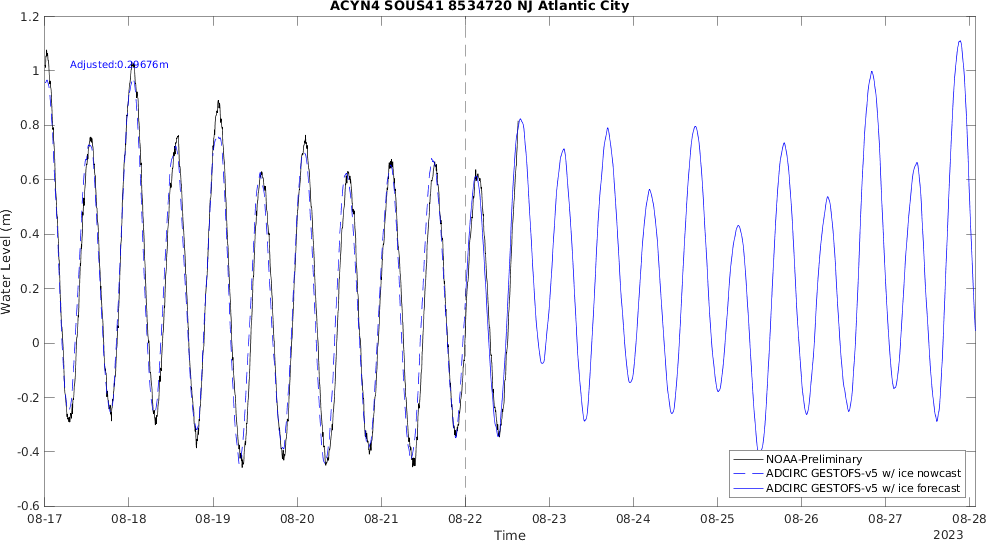 ACYN4 SOUS41 8534720 NJ Atlantic City
Adjusted:0.29676m
1.2
1
0.8
0.6
0.4
0.2
0
-0.2
-0.4
-0.6
Water Level (m)
NOAA-Preliminary
ADCIRC GESTOFS-v5 w/ ice nowcast
ADCIRC GESTOFS-v5 w/ ice forecast
08-17 08-18 08-19 08-20 08-21 08-22 08-23 08-24 08-25 08-26 08-27 08-28
Time
2023